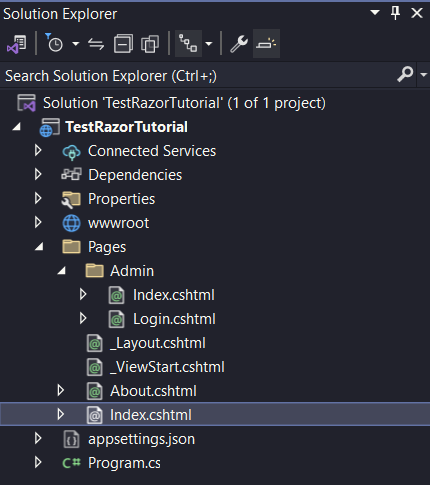 Solution Explorer
Search Solution Explorer (Ctrl+;)
Solution 'TestRazorTutorial' (1 of 1 project)
TestRazorTutorial
Connected Services
Dependencies
Properties
wwwroot
Pages
Admin
Index.cshtml
Login.cshtml
_Layout.cshtml
_ViewStart.cshtml
About.cshtml
Index.cshtml
appsettings.json
C# Program.cs